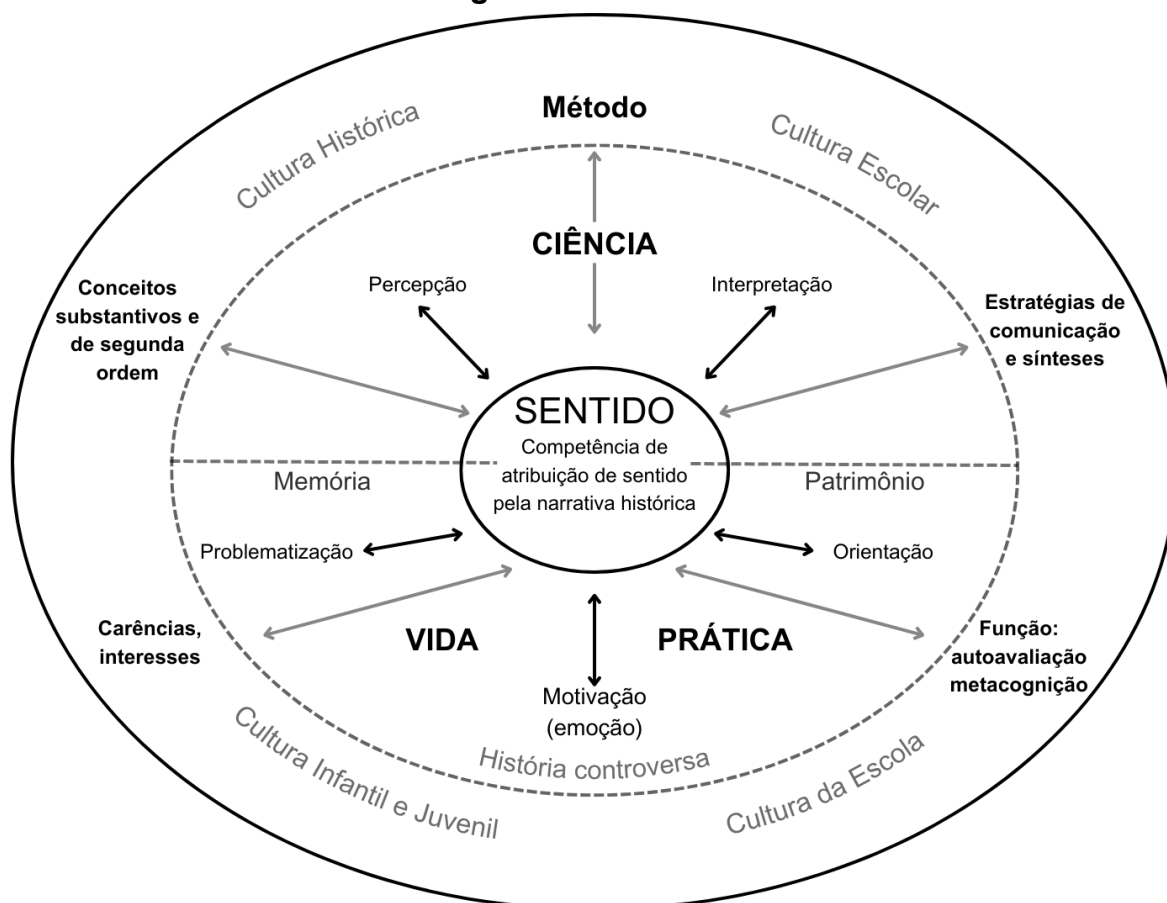 Método
Cultura Histórica
Cultura Escolar
CIÊNCIA
Percepção
Interpretação
Conceitos
substantivos e
de segunda
ordem
Estratégias de
comunicação
e sínteses
SENTIDO
Competência de
atribuição de sentido
pela narrativa histórica
Memória
Patrimônio
Problematização
Orientação
Carências,
interesses
VIDA
PRÁTICA
Função:
autoavaliação
metacognição
Motivação
(emoção)
História controversa
Cultura Infantil e Juvenil
Cultura da Escola